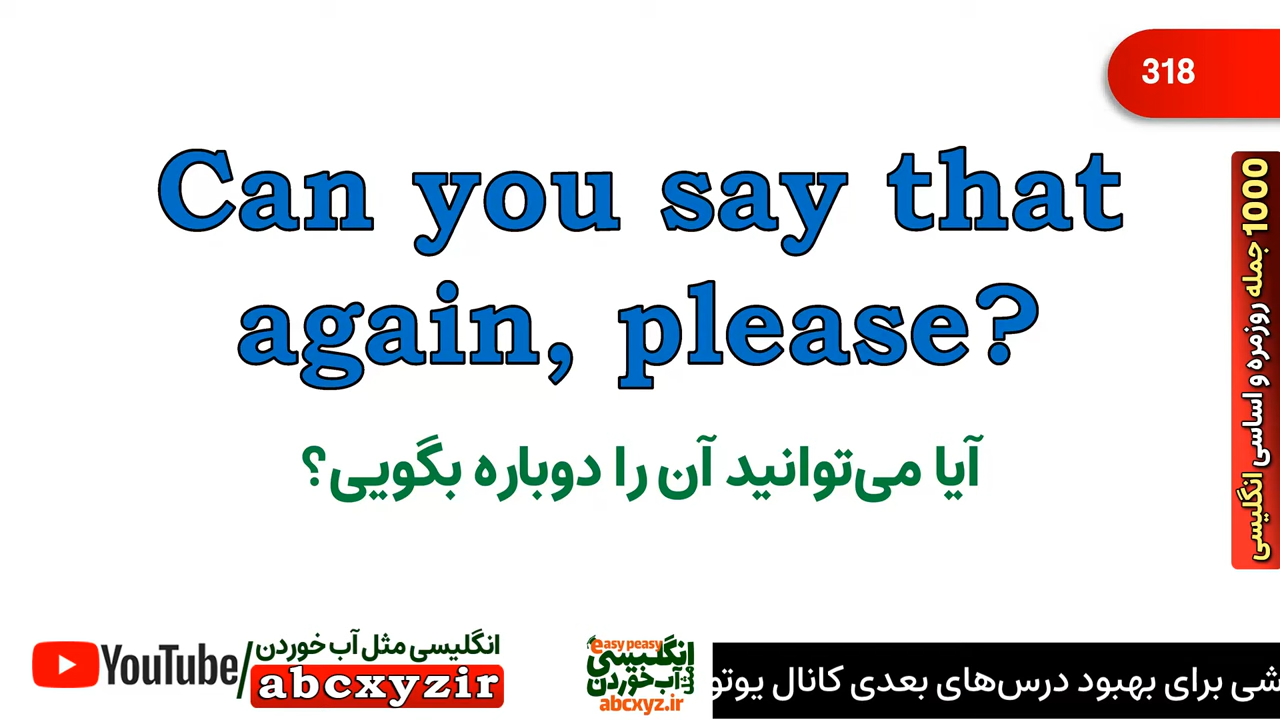 318
1000 جمله روزمره و اساسی انگلیسی
Can you say that
again, please?
آیا می‌توانید آن را دوباره بگویی؟
YouTube/
انگلیسی مثل آب خوردن
abcxyzir
easy peasy
انگلیسی
مثل آب خوردن
abcxyz.ir
برای بهبود درس‌های بعدی کانال